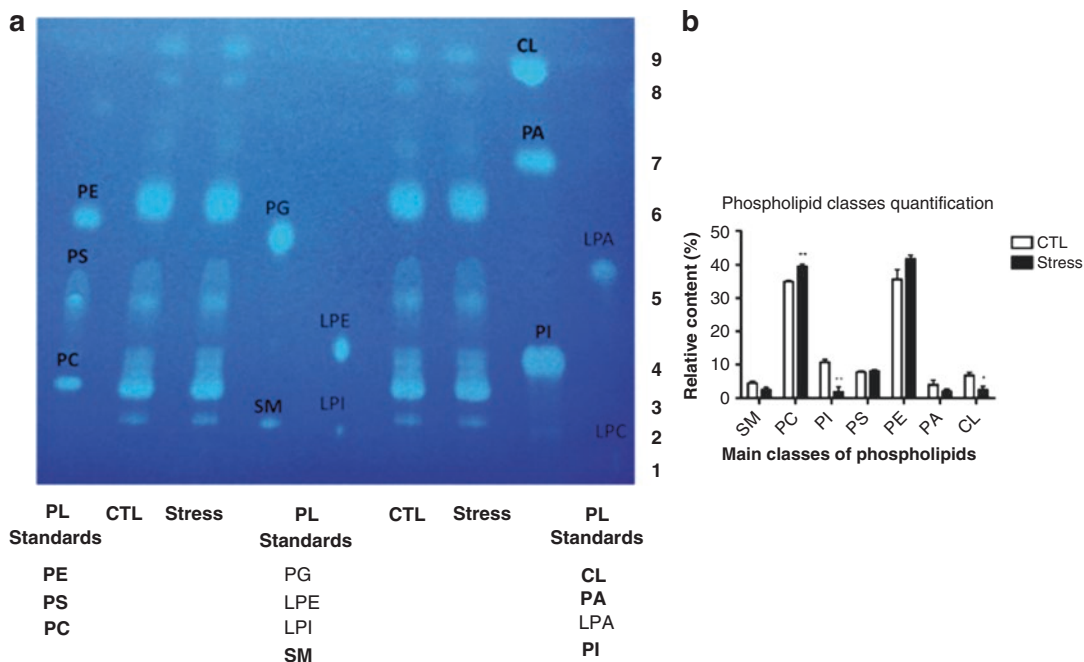 a
CL
PA
PE
PG
PS
LPA
LPE
PI
PC
SM
LPI
LPC
9
8
7
6
5
4
3
2
1
PL Standards
CTL
Stress
PL Standards
CTL
Stress
PL Standards
PE
PS
PC
PG
LPE
LPI
SM
CL
PA
LPA
PI
b
Phospholipid classes quantification
Relative content (%)
50
40
30
20
10
0
**
**
*
CTL
Stress
SM
PC
PI
PS
PE
PA
CL
Main classes of phospholipids